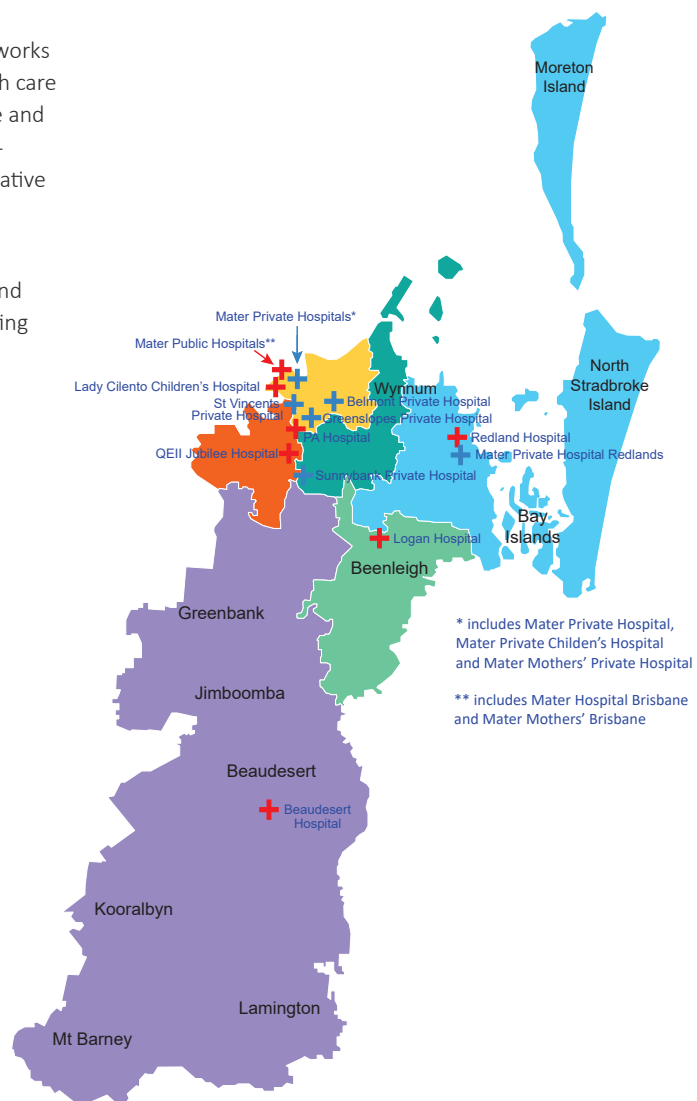 works
h care
e and
-
ative
nd
ing
Moreton
Island
Mater Private Hospitals*
Mater Public Hospitals**
Lady Cilento Children's Hospital
St Vincents
Private Hospital
Wynnum
Belmont Private Hospital
Greenslopes Private Hospital
PA Hospital
QEII Jubilee Hospital
Sunnybank Private Hospital
North
Stradbroke
Island
Redland Hospital
Mater Private Hospital Redlands
Bay
Islands
Logan Hospital
Beenleigh
Greenbank
* includes Mater Private Hospital,
Mater Private Childen's Hospital
and Mater Mothers' Private Hospital
** includes Mater Hospital Brisbane
and Mater Mothers' Brisbane
Jimboomba
Beaudesert
Beaudesert
Hospital
Kooralbyn
Lamington
Mt Barney